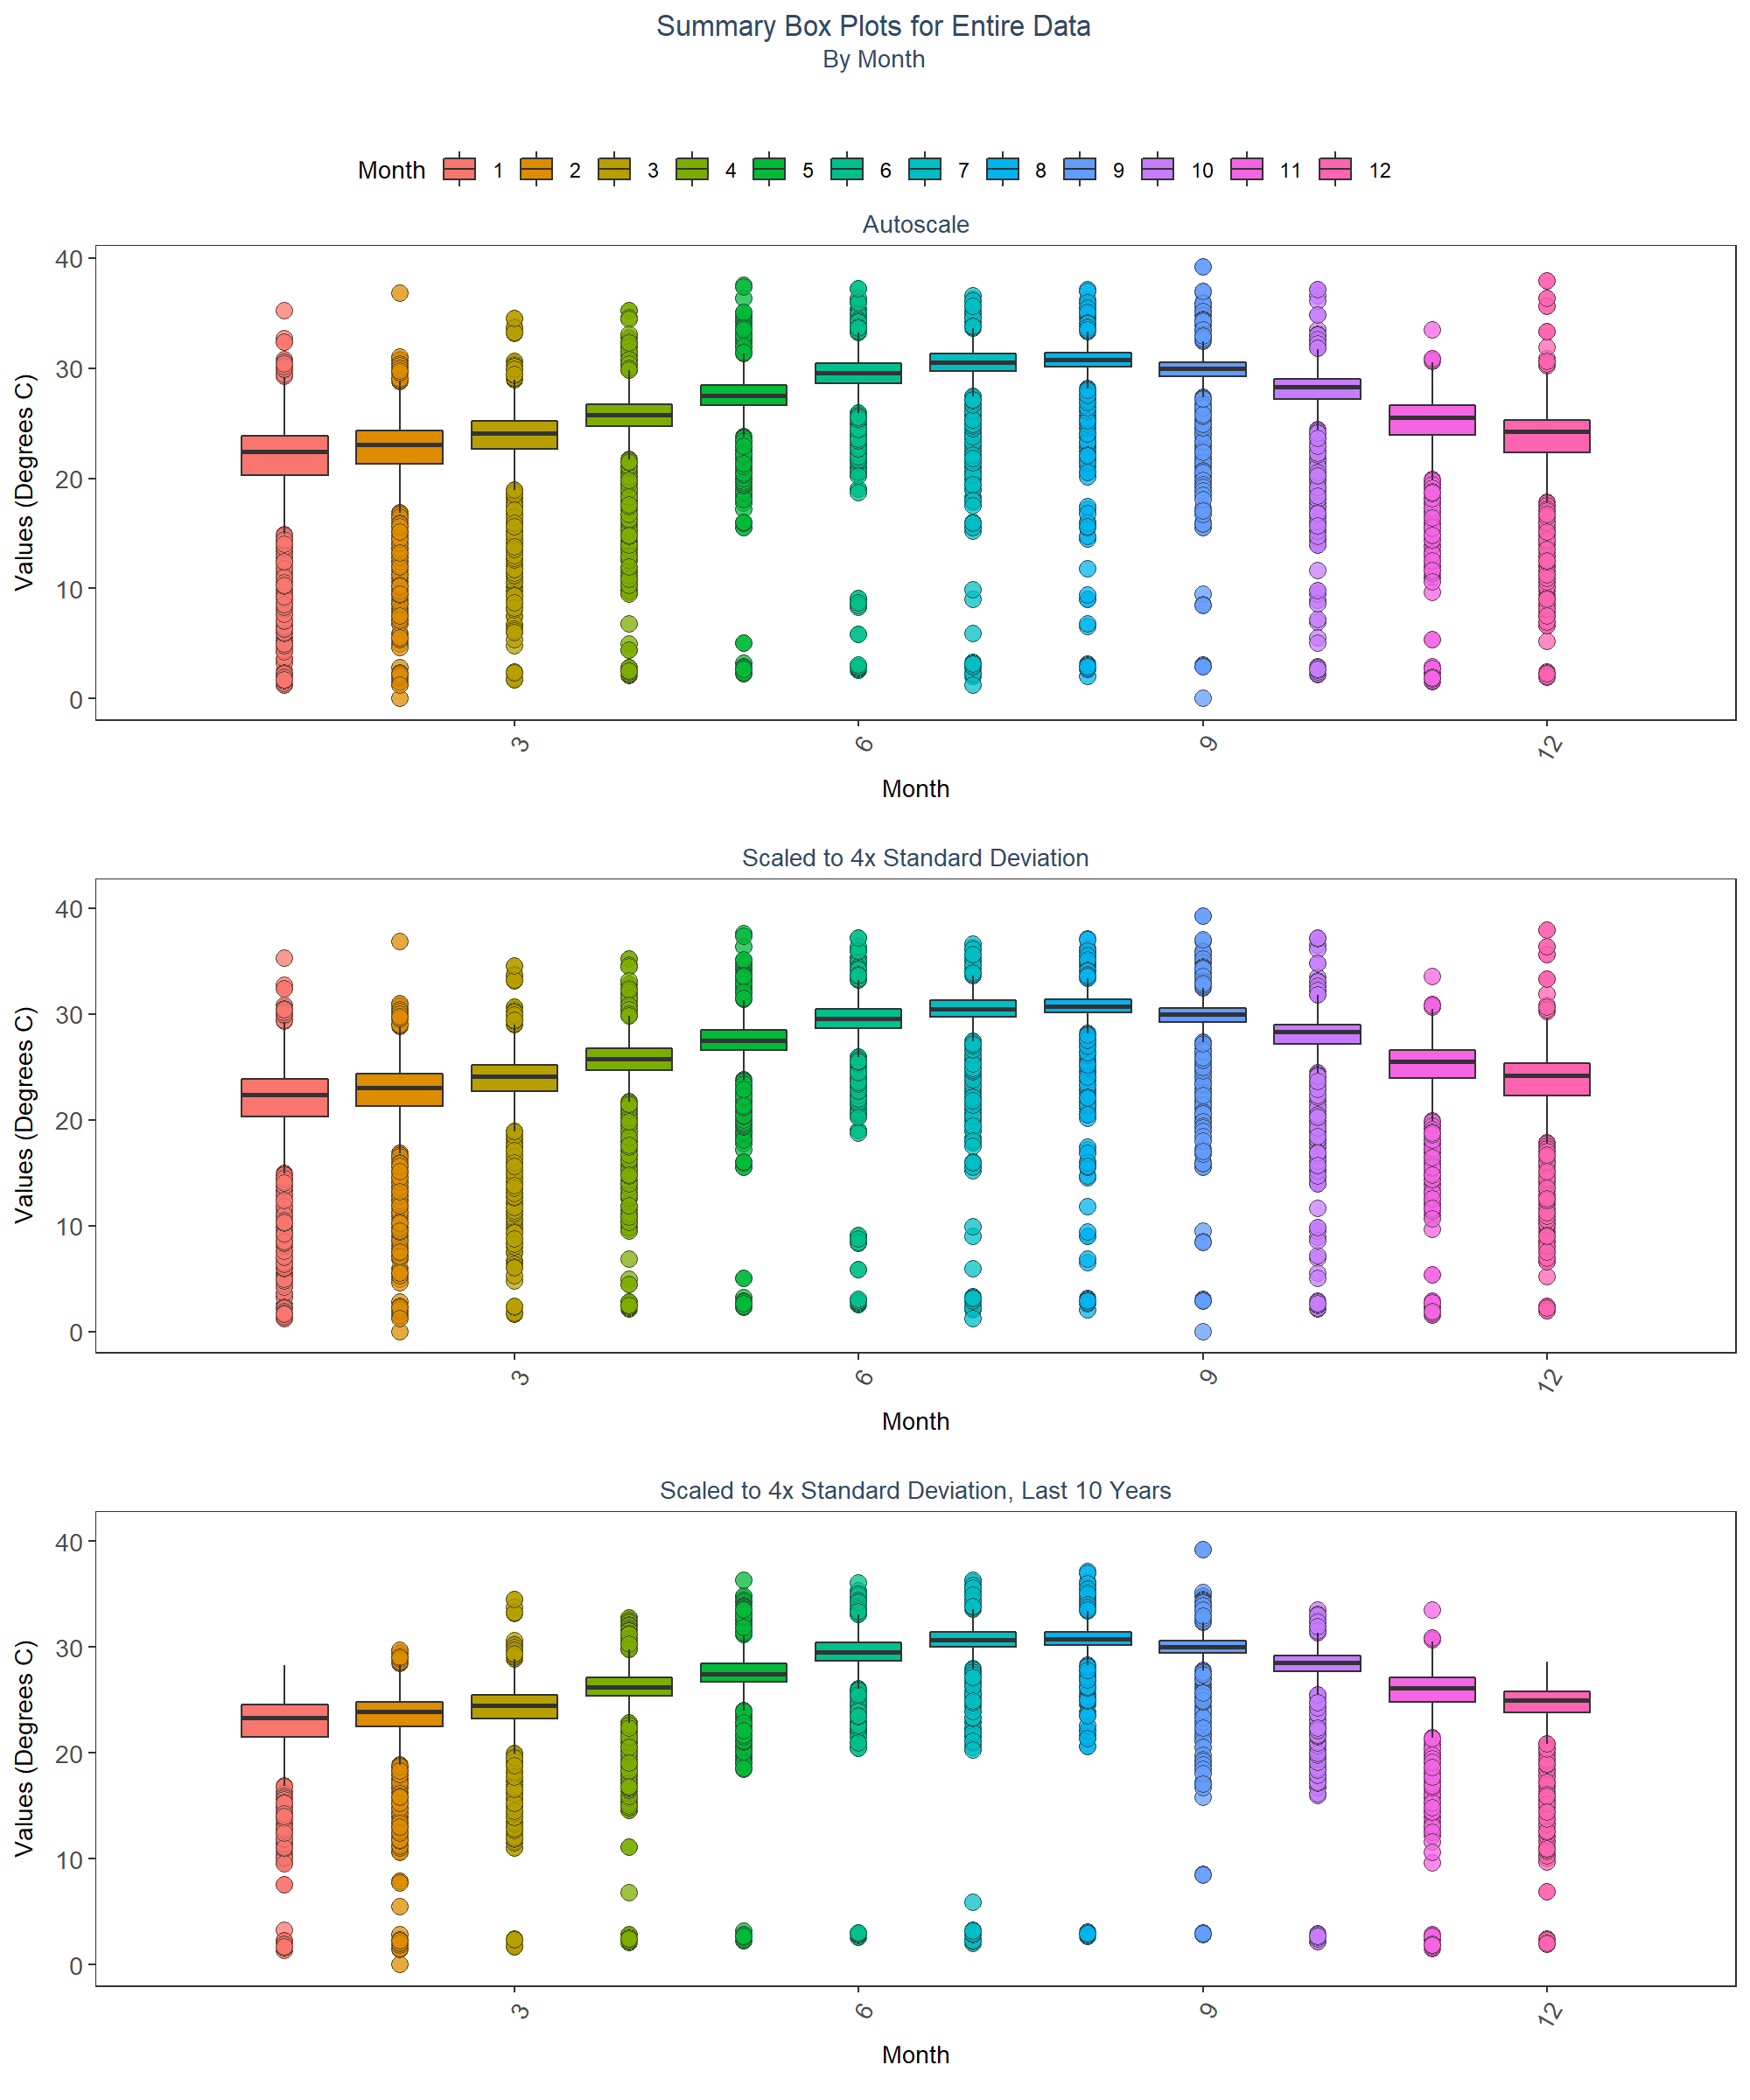 Summary Box Plots for Entire Data
By Month
Month 1 2 3 4 5 6 7 8 9 10 11 12
Autoscale
40
30
20
10
0
Values (Degrees C)
3 6 9 12
Month
Scaled to 4x Standard Deviation
40
30
20
10
0
Values (Degrees C)
3 6 9 12
Month
Scaled to 4x Standard Deviation, Last 10 Years
40
30
20
10
0
Values (Degrees C)
3 6 9 12
Month